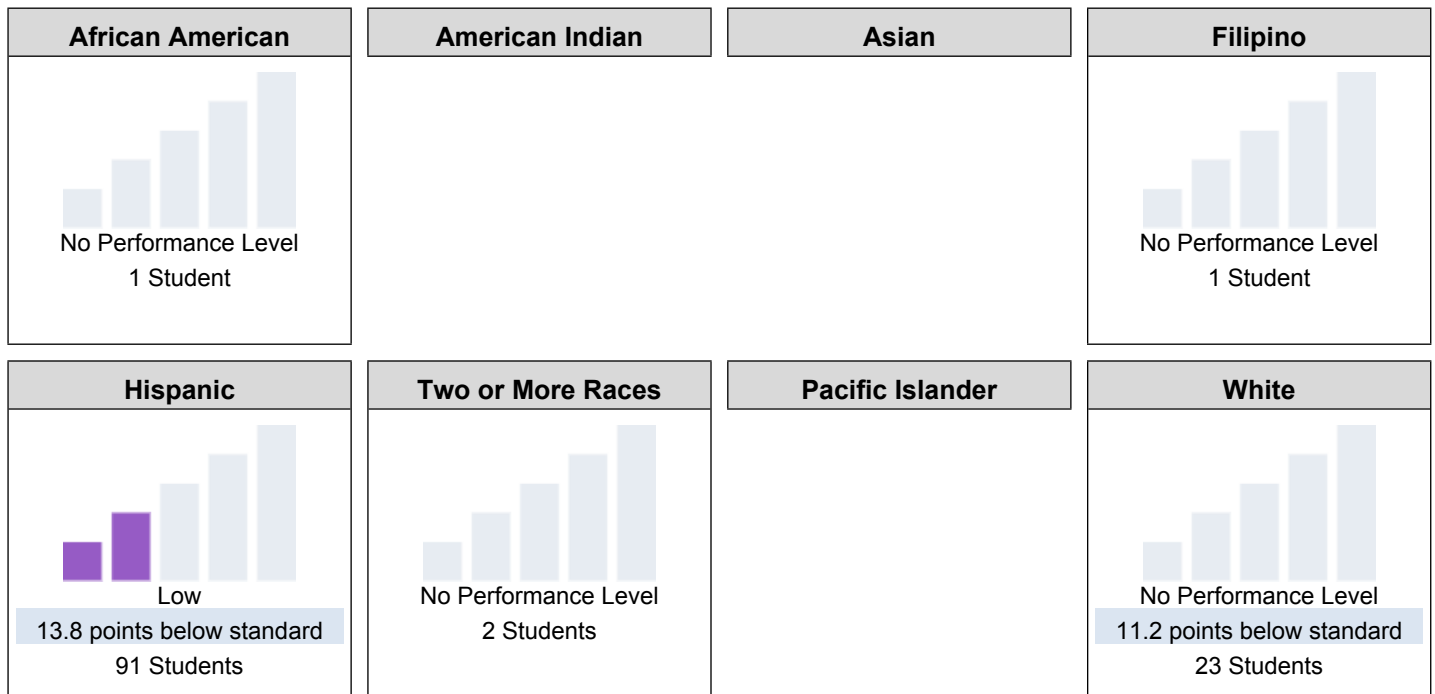 African American
No Performance Level
1 Student
American Indian
Asian
Filipino
No Performance Level
1 Student
Hispanic
Low
13.8 points below standard
91 Students
Two or More Races
No Performance Level
2 Students
Pacific Islander
White
No Performance Level
11.2 points below standard
23 Students